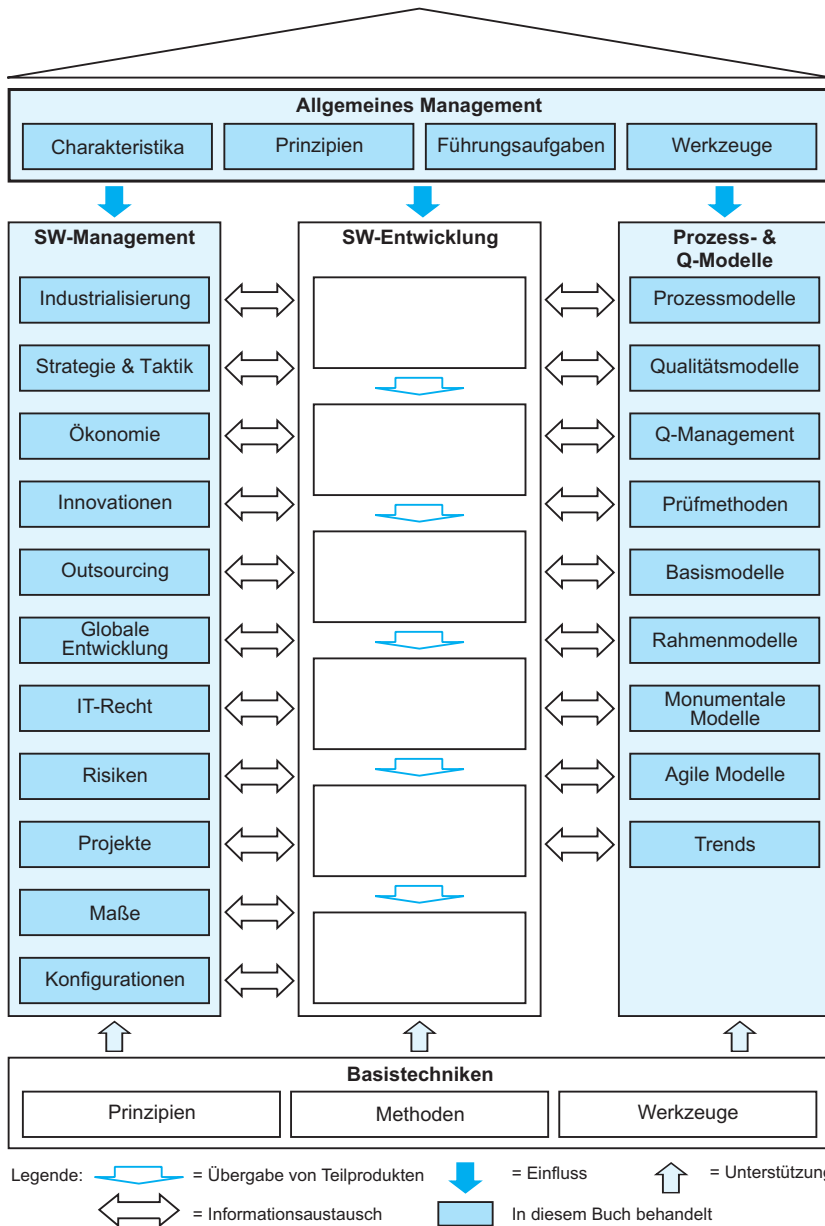 Allgemeines Management
Charakteristika
Prinzipien
Führungsaufgaben
Werkzeuge
SW-Management
Industrialisierung
Strategie & Taktik
Ökonomie
Innovationen
Outsourcing
Globale
Entwicklung
IT-Recht
Risiken
Projekte
Maße
Konfigurationen
SW-Entwicklung
Prozess- &
Q-Modelle
Prozessmodelle
Qualitätsmodelle
Q-Management
Prüfmethoden
Basismodelle
Rahmenmodelle
Monumentale
Modelle
Agile Modelle
Trends
Basistechniken
Prinzipien
Methoden
Werkzeuge
Legende: = Übergabe von Teilprodukten = Einfluss = Unterstützung
= Informationsaustausch In diesem Buch behandelt